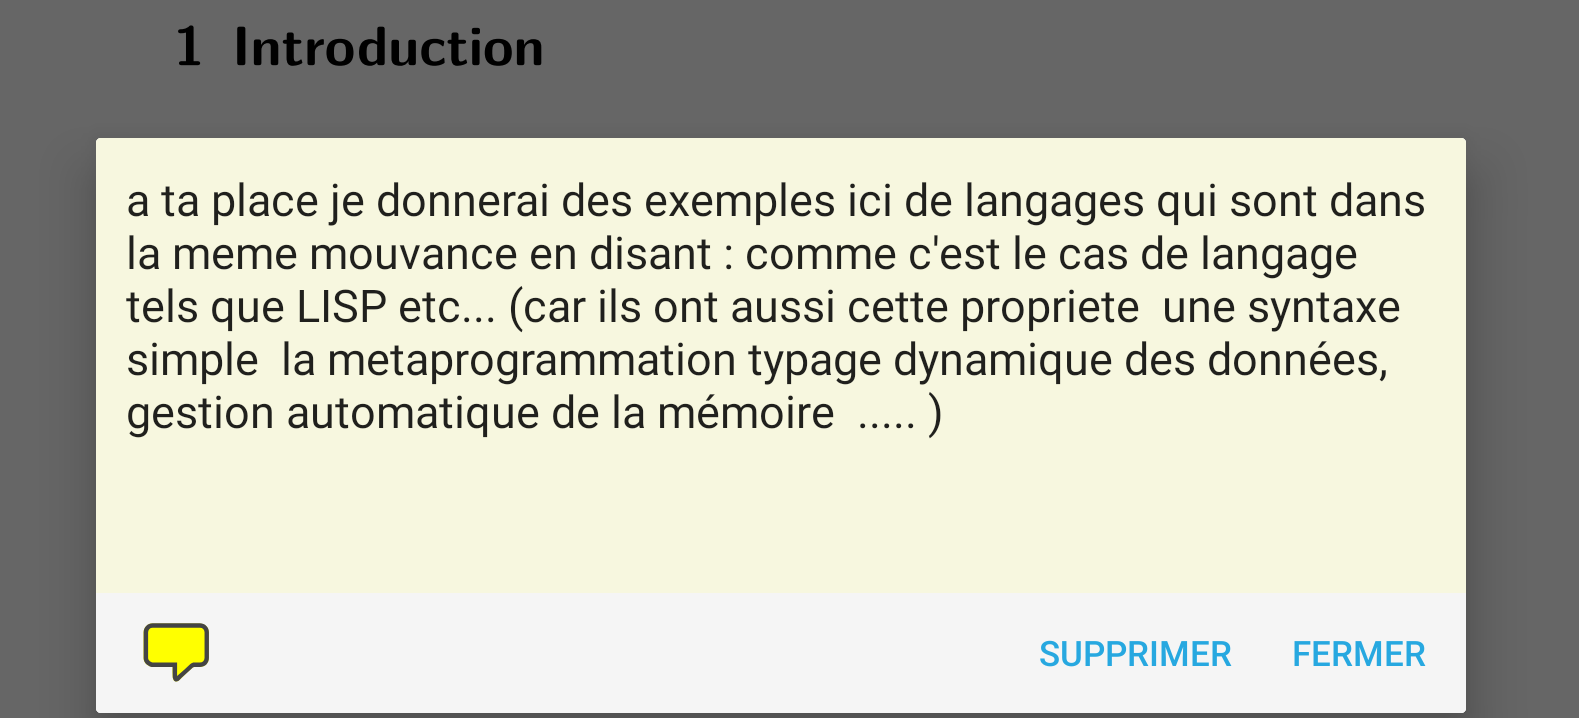 1 Introduction
a ta place je donnerai des exemples ici de langages qui sont dans
la meme mouvance en disant : comme c'est le cas de langage
tels que LISP etc... (car ils ont aussi cette propriete  une syntaxe
simple  la metaprogrammation typage dynamique des données,
gestion automatique de la mémoire  ..... )
SUPPRIMER FERMER